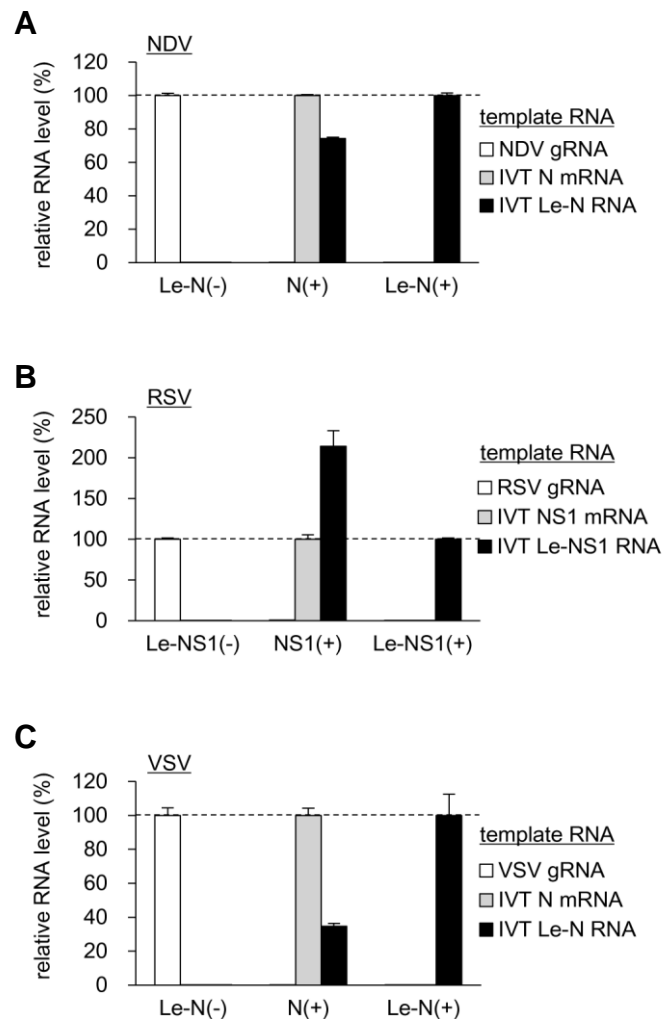 A
NDV
relative RNA level (%)
120
100
80
60
40
20
0
Le-N(-) N(+) Le-N(+)
template RNA
NDV gRNA
IVT N mRNA
IVT Le-N RNA
B
RSV
relative RNA level (%)
250
200
150
100
50
0
Le-NS1(-) NS1(+) Le-NS1(+)
template RNA
RSV gRNA
IVT NS1 mRNA
IVT Le-NS1 RNA
C
VSV
relative RNA level (%)
120
100
80
60
40
20
0
Le-N(-) N(+) Le-N(+)
template RNA
VSV gRNA
IVT N mRNA
IVT Le-N RNA